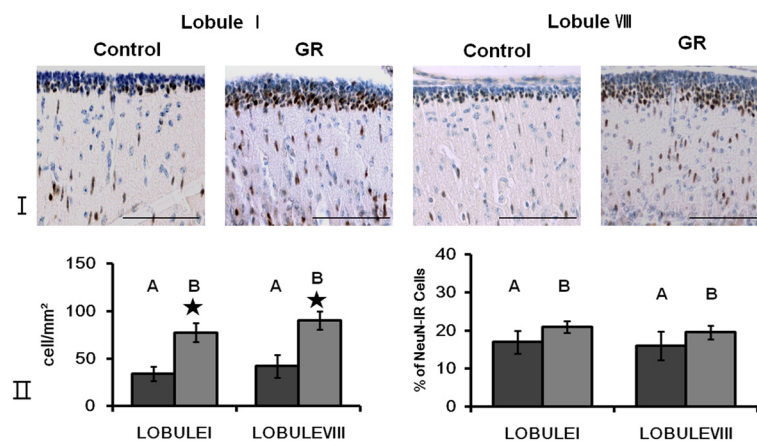 Lobule Ⅰ
Lobule Ⅷ
Control
GR
Control
GR
Ⅰ
Ⅱ
cell/mm²
150
100
50
0
A
B
★
A
B
★
LOBULEI
LOBULEVIII
% of NeuN-IR Cells
40
30
20
10
0
A
B
A
B
LOBULEI
LOBULEVIII